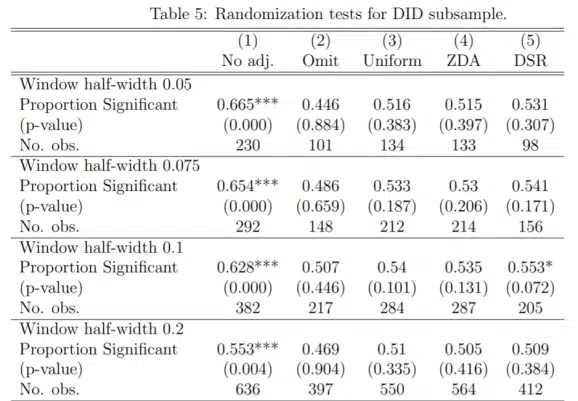 Table 5: Randomization tests for DID subsample.
(1) (2) (3) (4) (5)
No adj. Omit Uniform ZDA DSR
Window half-width 0.05
Proportion Significant 0.665*** 0.446 0.516 0.515 0.531
(p-value) (0.000) (0.884) (0.383) (0.397) (0.307)
No. obs. 230 101 134 133 98
Window half-width 0.075
Proportion Significant 0.654*** 0.486 0.533 0.53 0.541
(p-value) (0.000) (0.659) (0.187) (0.206) (0.171)
No. obs. 292 148 212 214 156
Window half-width 0.1
Proportion Significant 0.628*** 0.507 0.54 0.535 0.553*
(p-value) (0.000) (0.446) (0.101) (0.131) (0.072)
No. obs. 382 217 284 287 205
Window half-width 0.2
Proportion Significant 0.553*** 0.469 0.51 0.505 0.509
(p-value) (0.004) (0.904) (0.335) (0.416) (0.384)
No. obs. 636 397 550 564 412